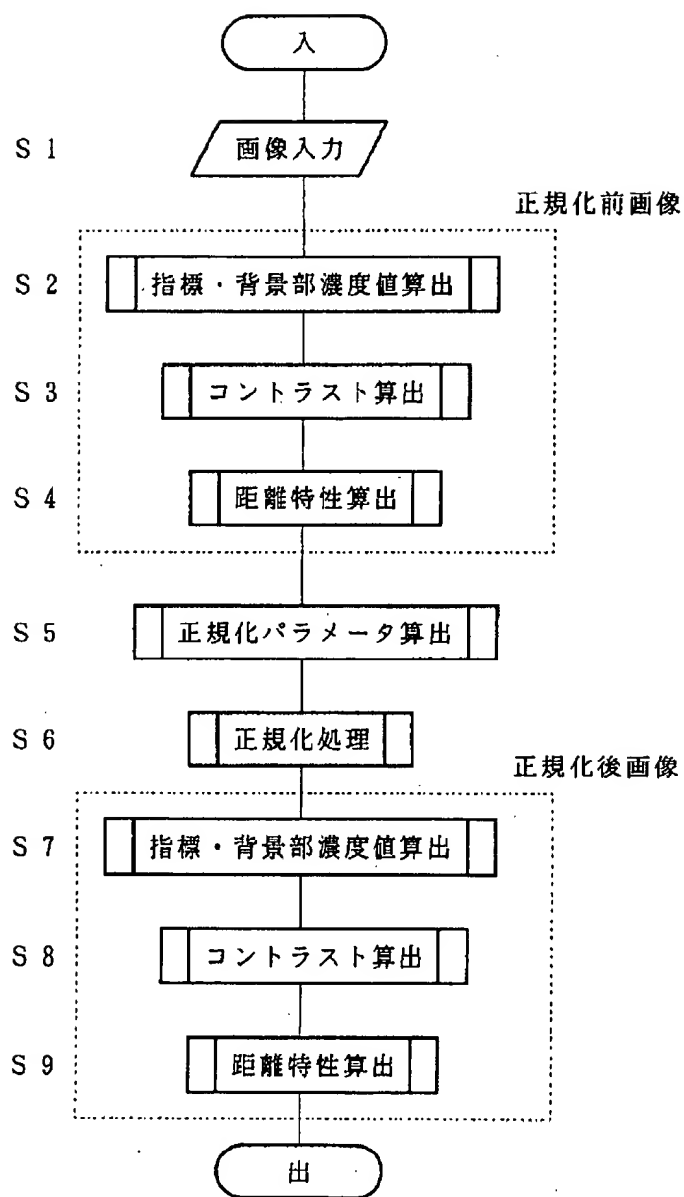 入
S 1 画像入力
正規化前画像
S 2 指標・背景部濃度値算出
S 3 コントラスト算出
S 4 距離特性算出
S 5 正規化パラメータ算出
S 6 正規化処理
正規化後画像
S 7 指標・背景部濃度値算出
S 8 コントラスト算出
S 9 距離特性算出
出